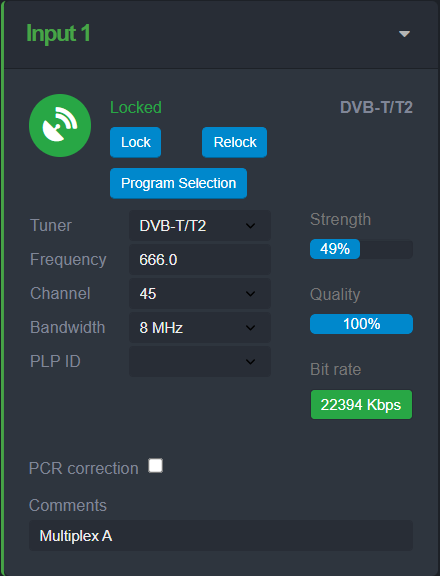 Input 1
Locked
DVB-T/T2
Lock
Relock
Program Selection
Tuner
DVB-T/T2
Frequency
666.0
Channel
45
Bandwidth
8 MHz
PLP ID
Strength
49%
Quality
100%
Bit rate
22394 Kbps
PCR correction
Comments
Multiplex A